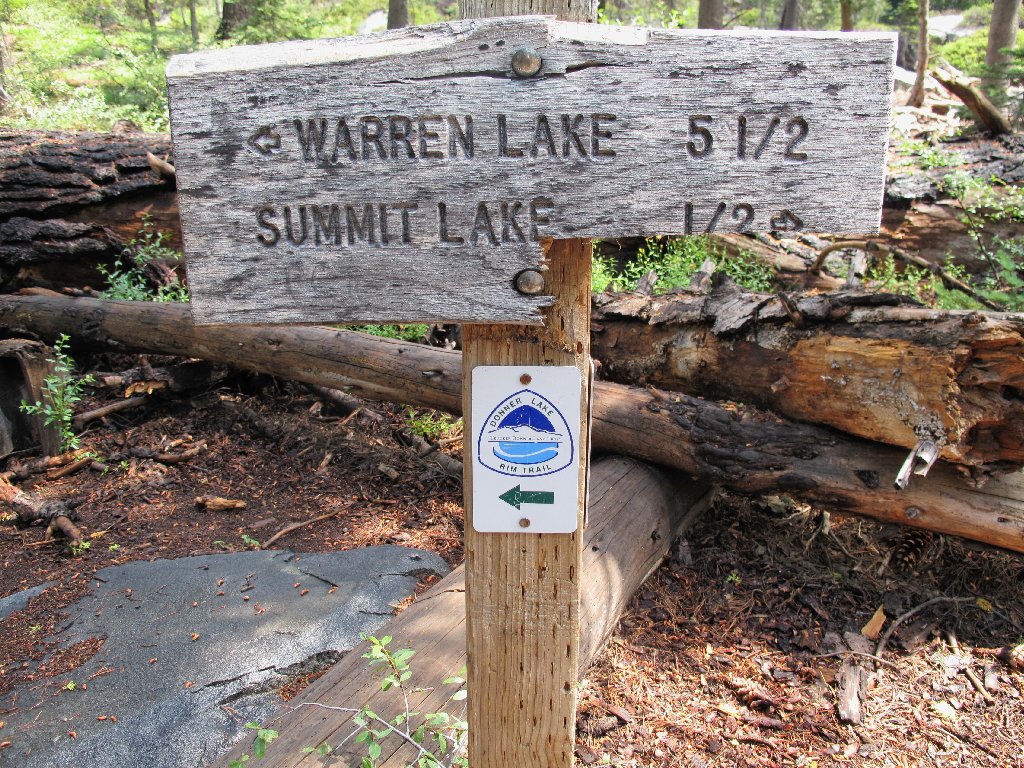 WARREN LAKE 5 1/2
SUMMIT LAKE 1/2
DONNER LAKE
RIM TRAIL